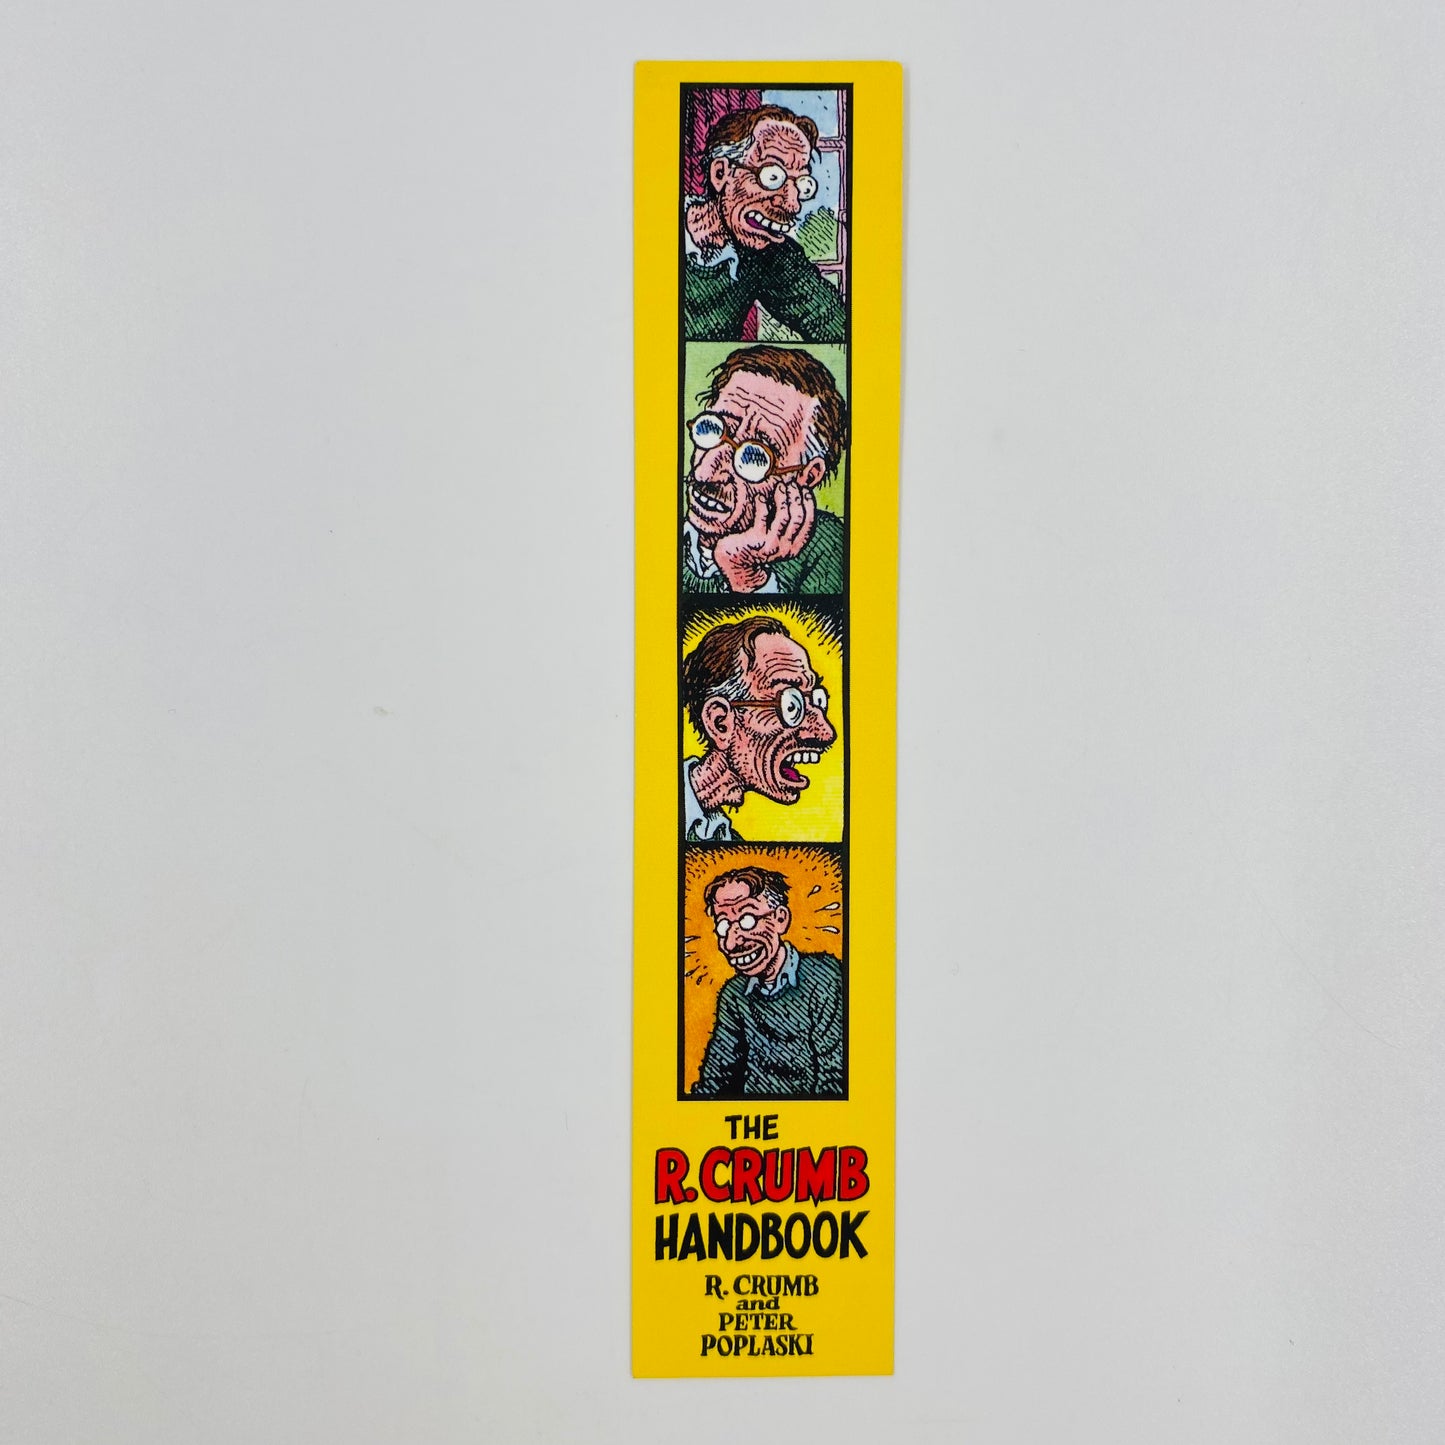 THE
R. CRUMB
HANDBOOK
R. CRUMB
and
PETER
POPLASKI